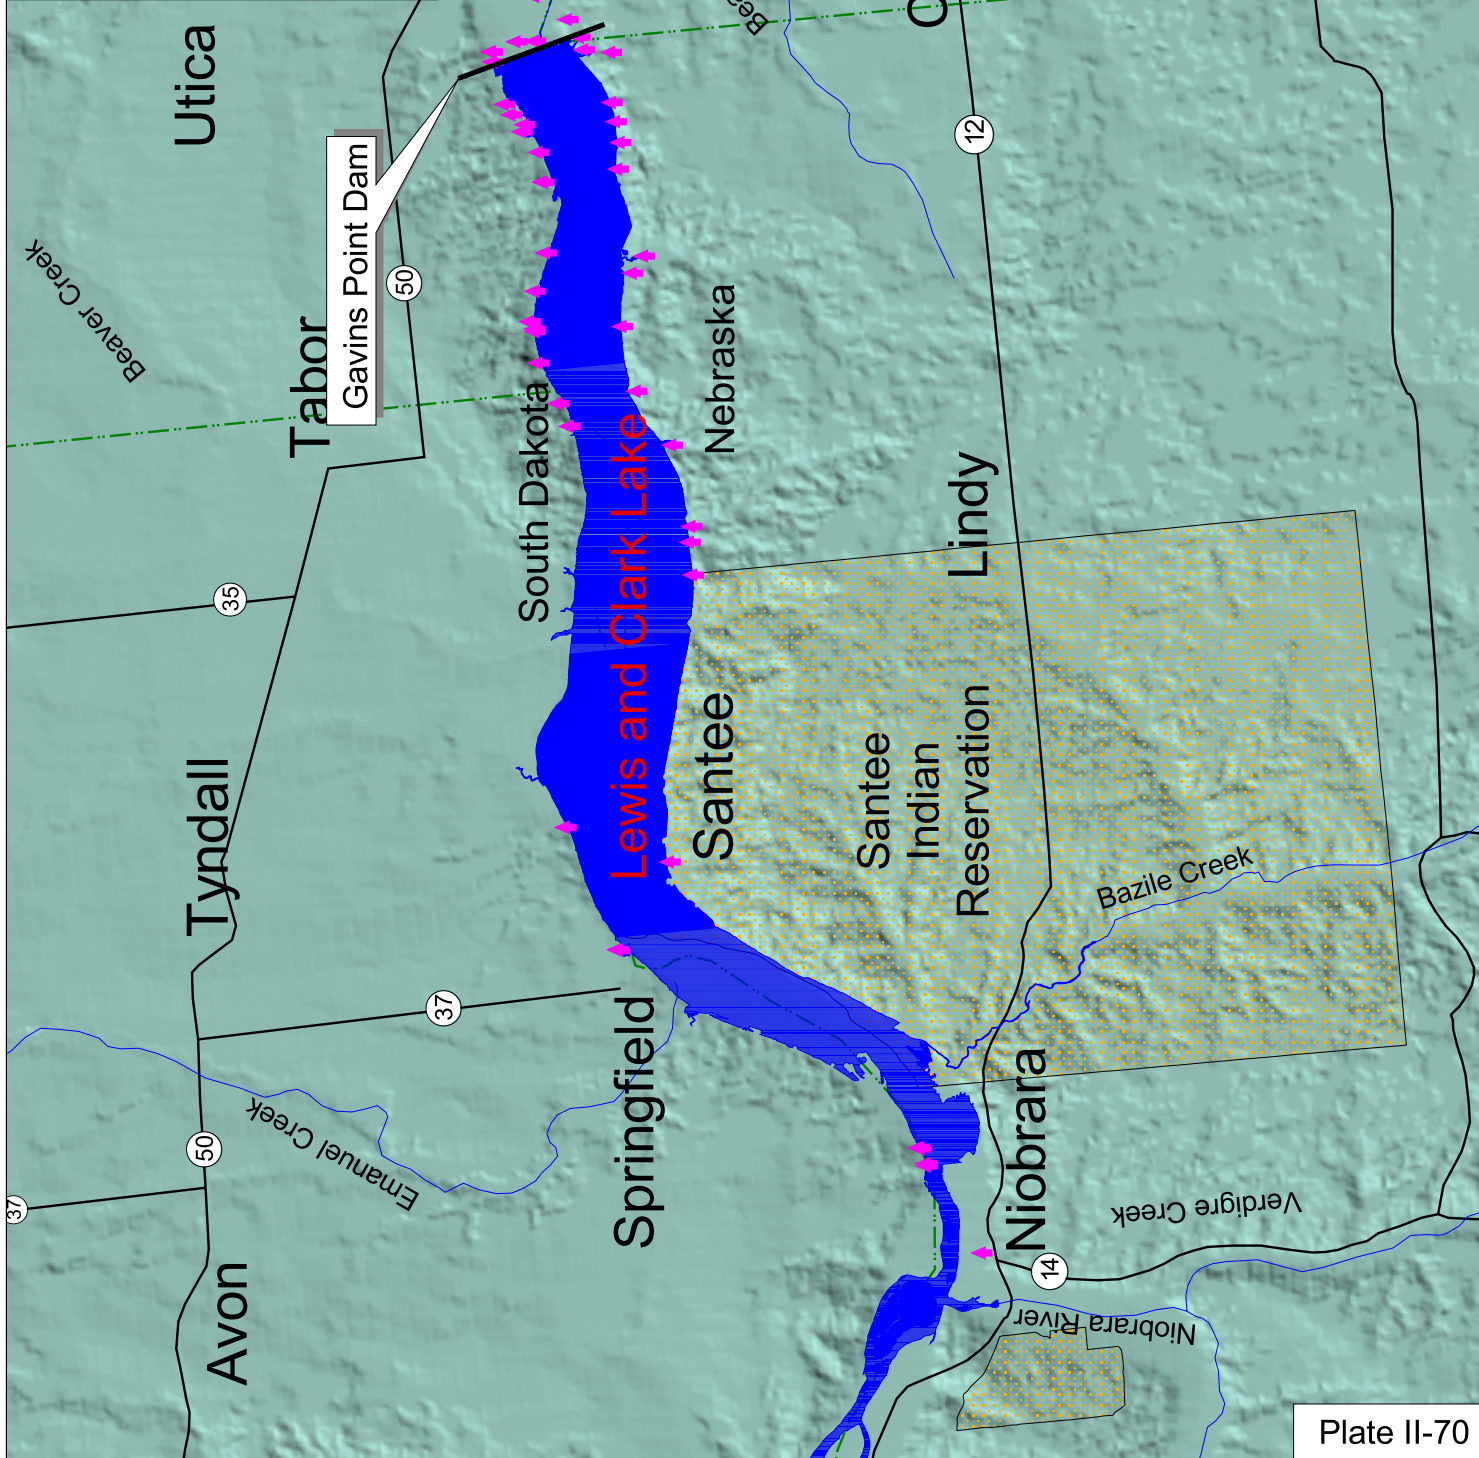 Utica
Beaver Creek
Gavins Point Dam
50
Tabor
12
South Dakota
Nebraska
Lewis and Clark Lake
Lindy
35
Tyndall
Santee
Santee
Indian
Reservation
Bazile Creek
37
Springfield
50
Emanuel Creek
37
Avon
Niobrara
Verdigre Creek
14
Niobrara River
Plate II-70